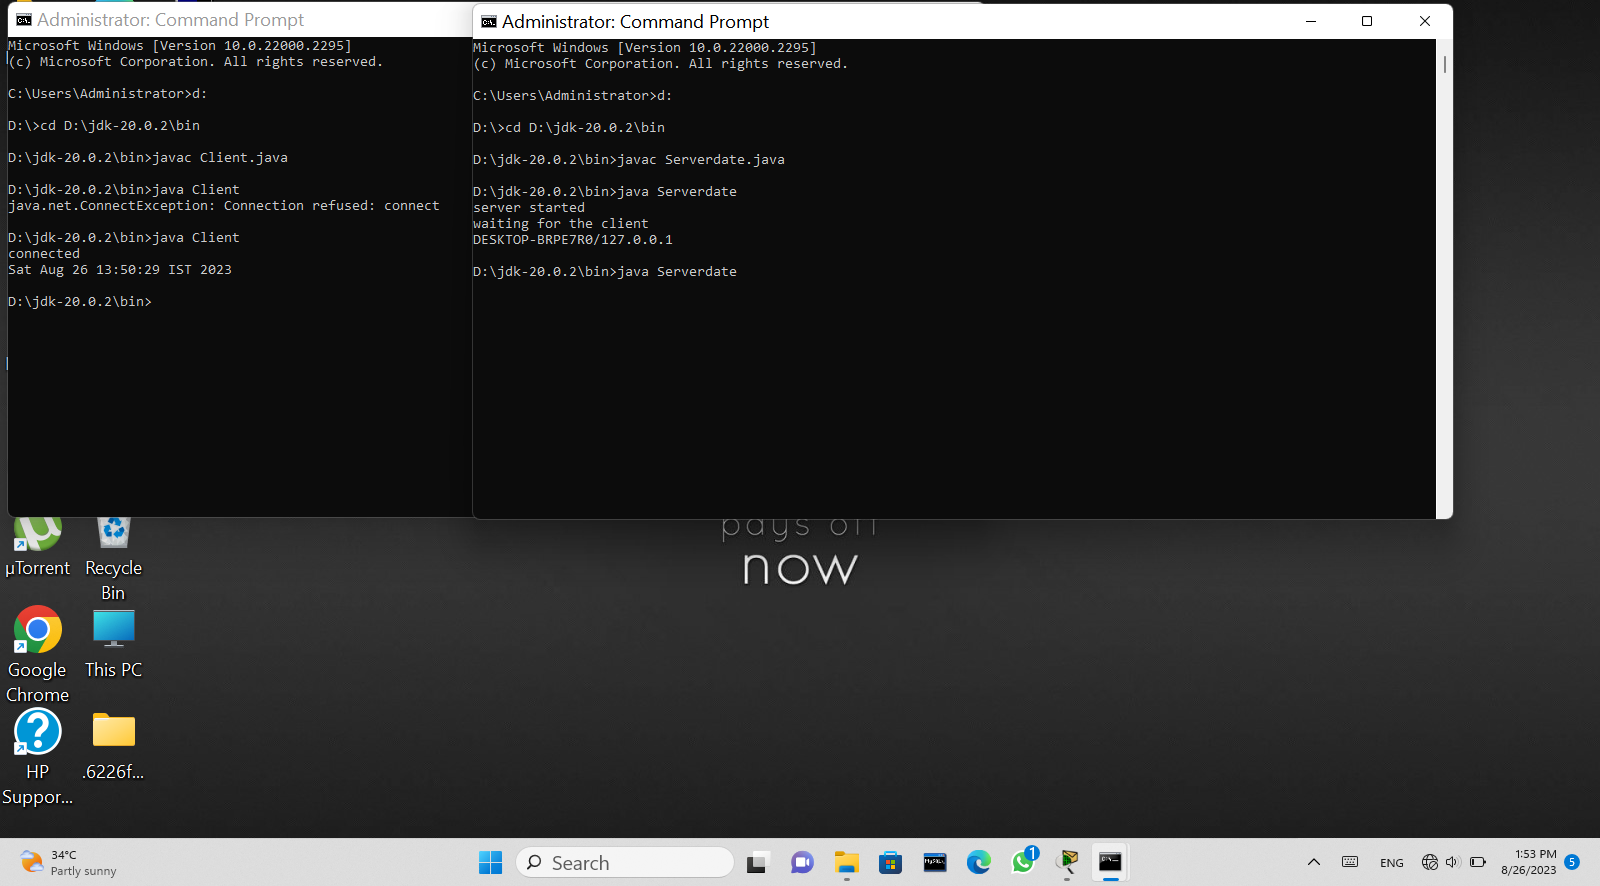 Administrator: Command Prompt
Microsoft Windows [Version 10.0.22000.2295]
(c) Microsoft Corporation. All rights reserved.
C:\Users\Administrator>d:
D:\>cd D:\jdk-20.0.2\bin
D:\jdk-20.0.2\bin>javac Client.java
D:\jdk-20.0.2\bin>java Client
java.net.ConnectException: Connection refused: connect
D:\jdk-20.0.2\bin>java Client
connected
Sat Aug 26 13:50:29 IST 2023
D:\jdk-20.0.2\bin>
Administrator: Command Prompt
Microsoft Windows [Version 10.0.22000.2295]
(c) Microsoft Corporation. All rights reserved.
C:\Users\Administrator>d:
D:\>cd D:\jdk-20.0.2\bin
D:\jdk-20.0.2\bin>javac Serverdate.java
D:\jdk-20.0.2\bin>java Serverdate
server started
waiting for the client
DESKTOP-BRPE7R0/127.0.0.1
D:\jdk-20.0.2\bin>java Serverdate
pays off
now
µTorrent
Recycle
Bin
Google
Chrome
This PC
HP
Suppor...
.6226f...
34°C
Partly sunny
Search
MySQL
1
ENG
1:53 PM
8/26/2023
5